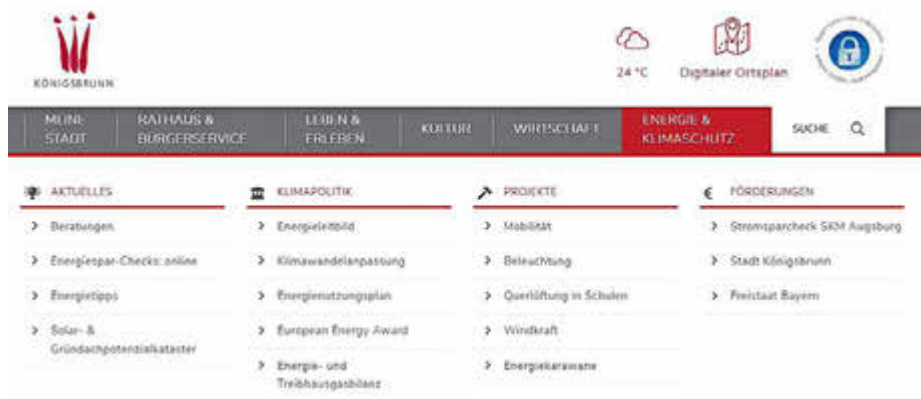 KÖNIGSBRUNN
24 °C
Digitaler Ortsplan
MEINE
STADT
RATHAUS &
BÜRGERSERVICE
LEBEN &
ERLEBEN
KULTUR
WIRTSCHAFT
ENERGIE &
KLIMASCHUTZ
SUCHE
AKTUELLES
Beratungen
Energiespar-Checks: online
Energietipps
Solar- &
Gründachpotenzialkataster
KLIMAPOLITIK
Energieleitbild
Klimawandelanpassung
Energienutzungsplan
European Energy Award
Energie- und
Treibhausgasbilanz
PROJEKTE
Mobilität
Beleuchtung
Querlüftung in Schulen
Windkraft
Energiekarawane
€ FÖRDERUNGEN
Stromsparcheck SKM Augsburg
Stadt Königsbrunn
Freistaat Bayern